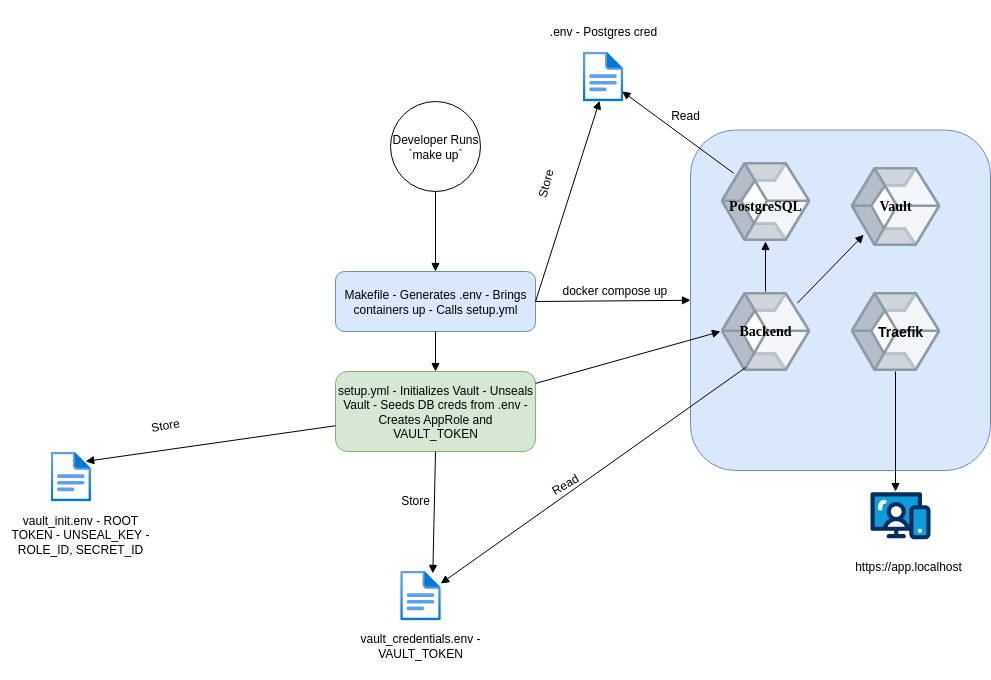 .env - Postgres cred
Developer Runs
`make up`
Read
Store
PostgreSQL
Vault
Makefile - Generates .env - Brings
containers up - Calls setup.yml
docker compose up
Backend
Traefik
setup.yml - Initializes Vault - Unseals
Vault - Seeds DB creds from .env -
Creates AppRole and
VAULT_TOKEN
Store
Store
Read
vault_init.env - ROOT
TOKEN - UNSEAL_KEY -
ROLE_ID, SECRET_ID
https://app.localhost
vault_credentials.env -
VAULT_TOKEN